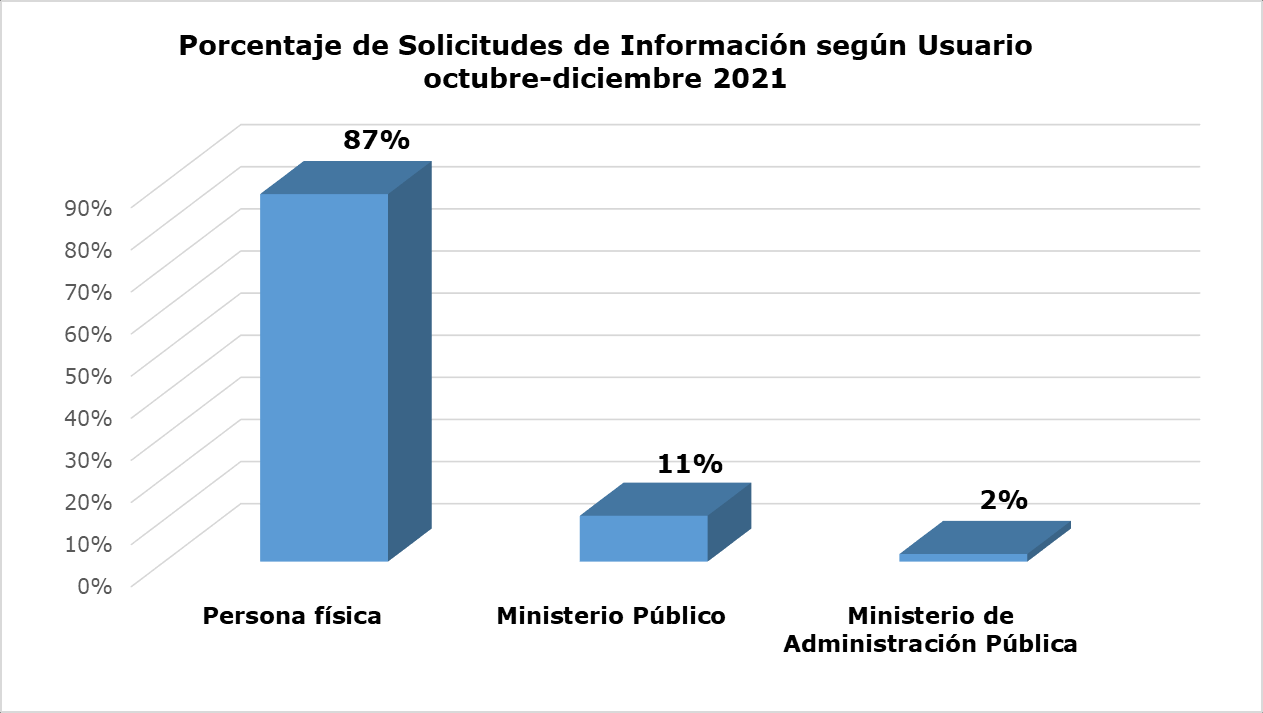 Porcentaje de Solicitudes de Información según Usuario
octubre-diciembre 2021
87%
11%
2%
90%
80%
70%
60%
50%
40%
30%
20%
10%
0%
Persona física
Ministerio Público
Ministerio de
Administración Pública